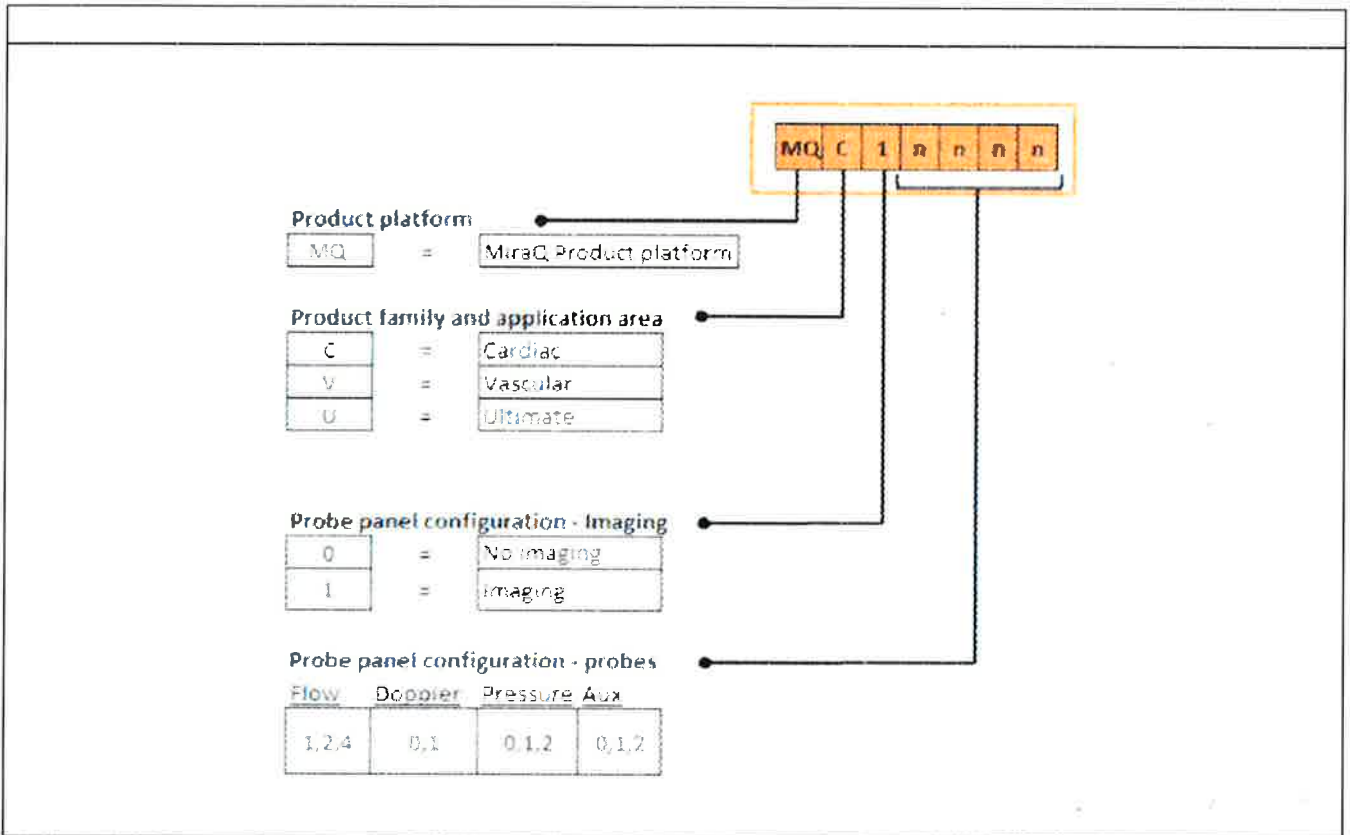 MQ C 1 n n n n
Product platform
MQ = MiraQ Product platform
Product family and application area
C = Cardiac
V = Vascular
U = Ultimate
Probe panel configuration - Imaging
0 = No imaging
1 = Imaging
Probe panel configuration - probes
Flow Doppler Pressure Aux
1,2,4 0,1 0,1,2 0,1,2